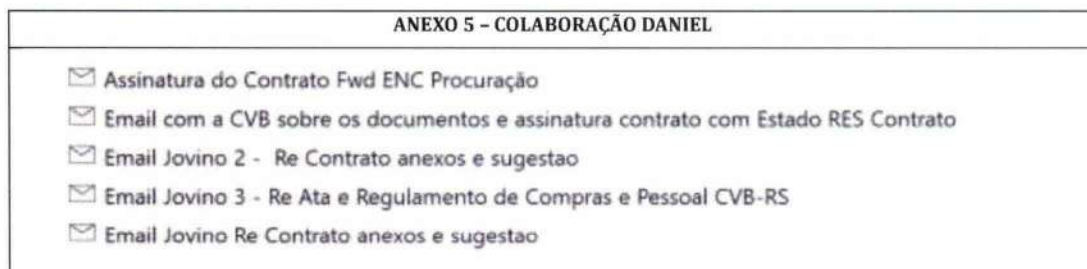 ANEXO 5 – COLABORAÇÃO DANIEL
Assinatura do Contrato Fwd ENC Procuração
Email com a CVB sobre os documentos e assinatura contrato com Estado RES Contrato
Email Jovino 2 - Re Contrato anexos e sugestao
Email Jovino 3 - Re Ata e Regulamento de Compras e Pessoal CVB-RS
Email Jovino Re Contrato anexos e sugestao